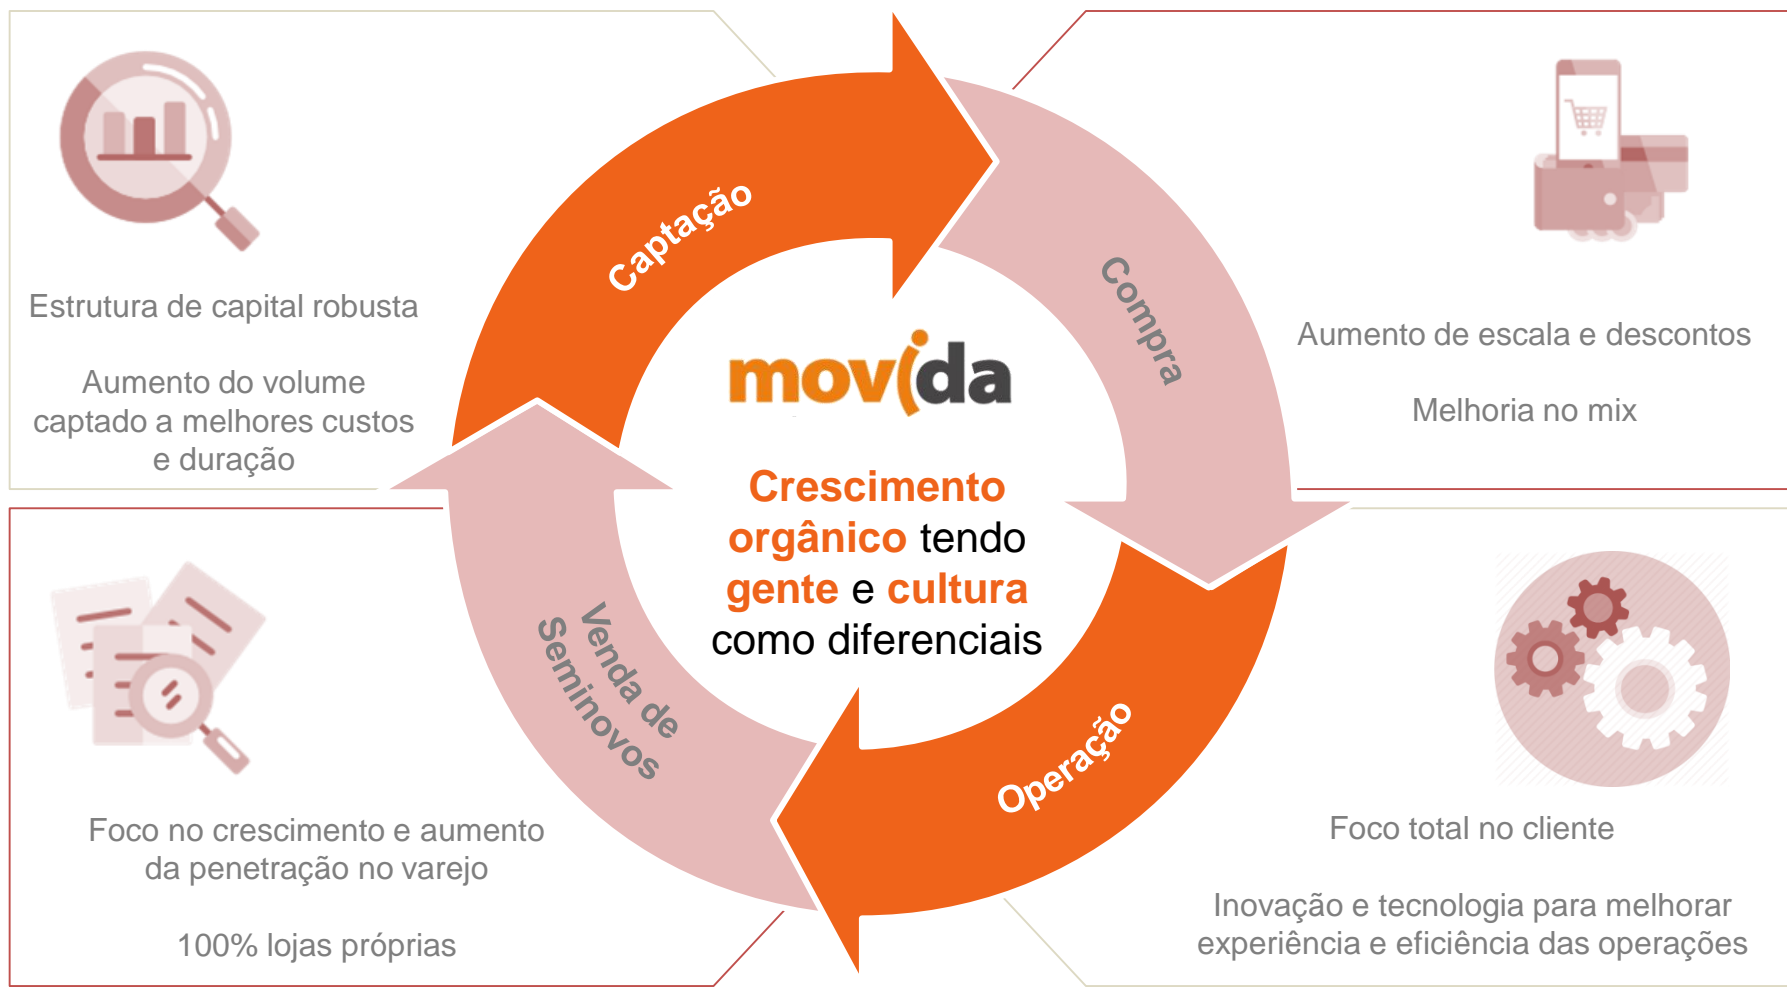 Captação
Estrutura de capital robusta
Aumento do volume
captado a melhores custos
e duração
Compra
Aumento de escala e descontos
Melhoria no mix
movida
Crescimento
orgânico tendo
gente e cultura
como diferenciais
Venda de
Seminovos
Foco no crescimento e aumento
da penetração no varejo
100% lojas próprias
Operação
Foco total no cliente
Inovação e tecnologia para melhorar
experiência e eficiência das operações